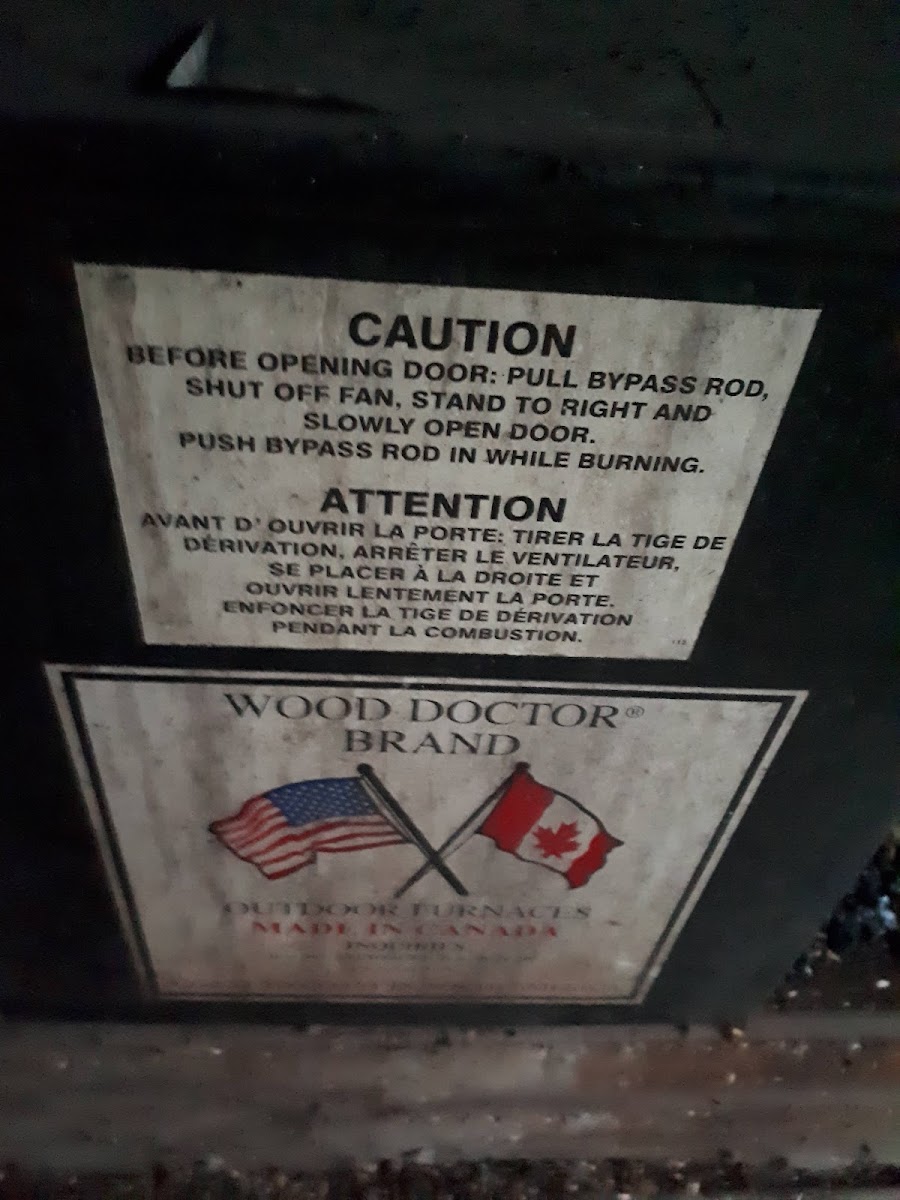 CAUTION
BEFORE OPENING DOOR: PULL BYPASS ROD,
SHUT OFF FAN, STAND TO RIGHT AND
SLOWLY OPEN DOOR.
PUSH BYPASS ROD IN WHILE BURNING.
ATTENTION
AVANT D' OUVRIR LA PORTE: TIRER LA TIGE DE
DÉRIVATION, ARRÊTER LE VENTILATEUR,
SE PLACER À LA DROITE ET
OUVRIR LENTEMENT LA PORTE.
ENFONCER LA TIGE DE DÉRIVATION
PENDANT LA COMBUSTION.
WOOD DOCTOR®
BRAND
OUTDOOR FURNACES
MADE IN CANADA
INQUIRIES